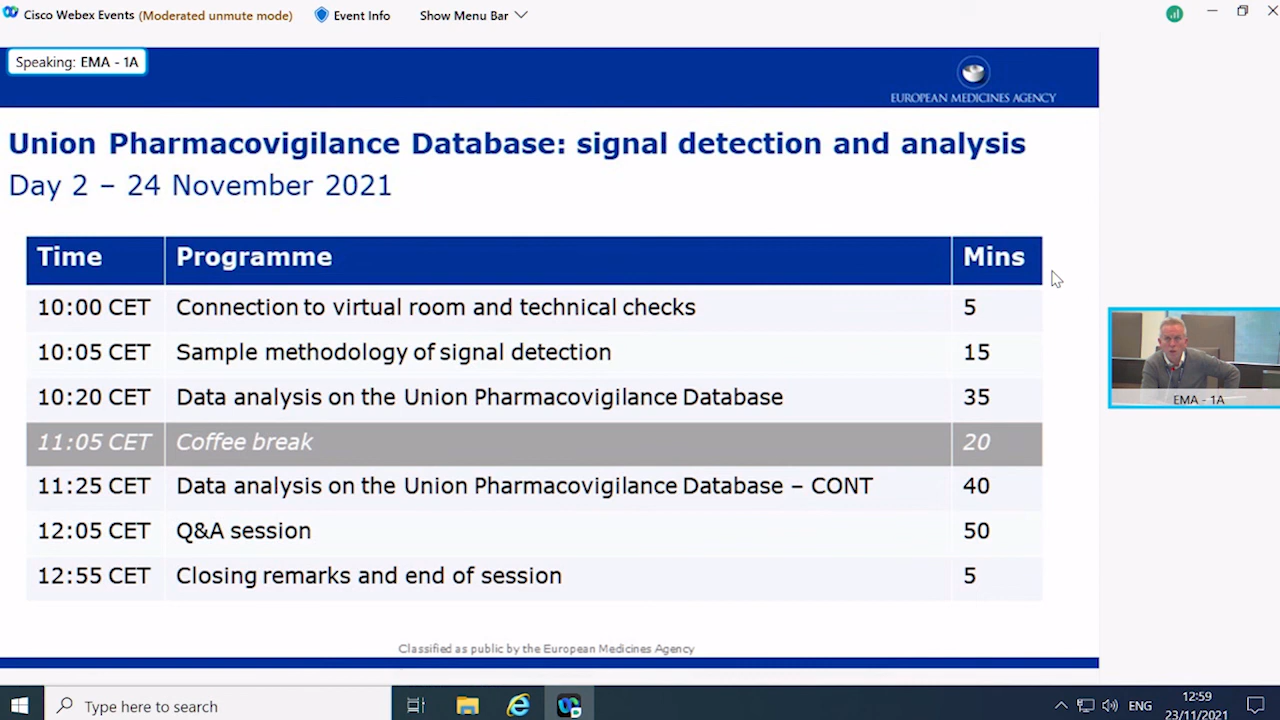 Cisco Webex Events (Moderated unmute mode) Event Info Show Menu Bar
Speaking: EMA - 1A
EUROPEAN MEDICINES AGENCY
Union Pharmacovigilance Database: signal detection and analysis
Day 2 – 24 November 2021
Time Programme Mins
10:00 CET Connection to virtual room and technical checks 5
10:05 CET Sample methodology of signal detection 15
10:20 CET Data analysis on the Union Pharmacovigilance Database 35
11:05 CET Coffee break 20
11:25 CET Data analysis on the Union Pharmacovigilance Database – CONT 40
12:05 CET Q&A session 50
12:55 CET Closing remarks and end of session 5
EMA - 1A
Classified as public by the European Medicines Agency
Type here to search ENG 12:59
23/11/2021